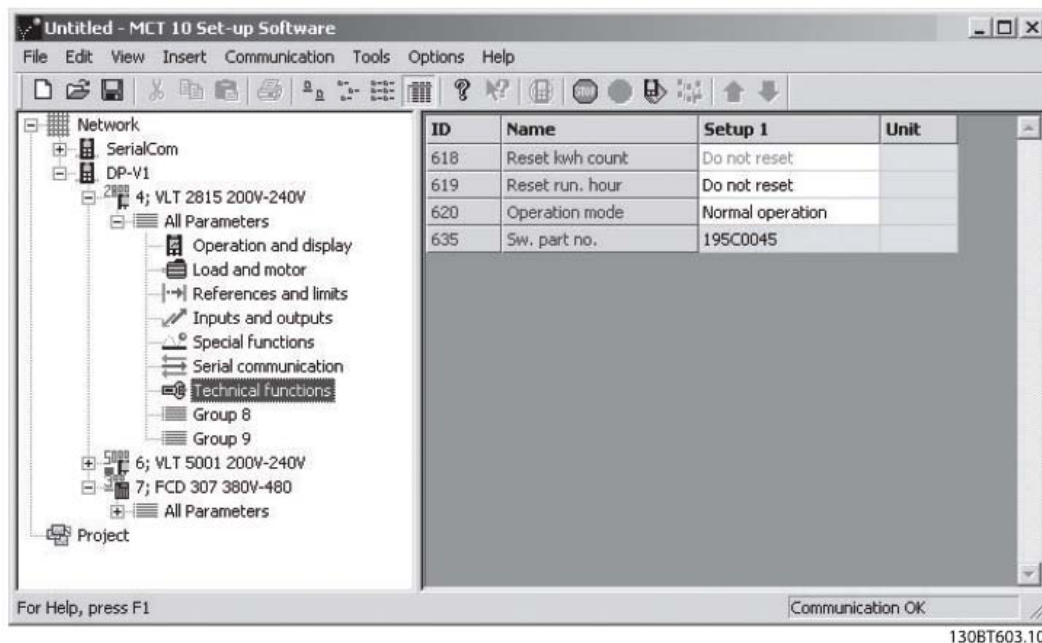 Untitled - MCT 10 Set-up Software
File Edit View Insert Communication Tools Options Help
Network
SerialCom
DP-V1
4; VLT 2815 200V-240V
All Parameters
Operation and display
Load and motor
References and limits
Inputs and outputs
Special functions
Serial communication
Technical functions
Group 8
Group 9
6; VLT 5001 200V-240V
7; FCD 307 380V-480
All Parameters
Project
ID Name Setup 1 Unit
618 Reset kwh count Do not reset
619 Reset run. hour Do not reset
620 Operation mode Normal operation
635 Sw. part no. 195C0045
For Help, press F1
Communication OK
130BT603.10